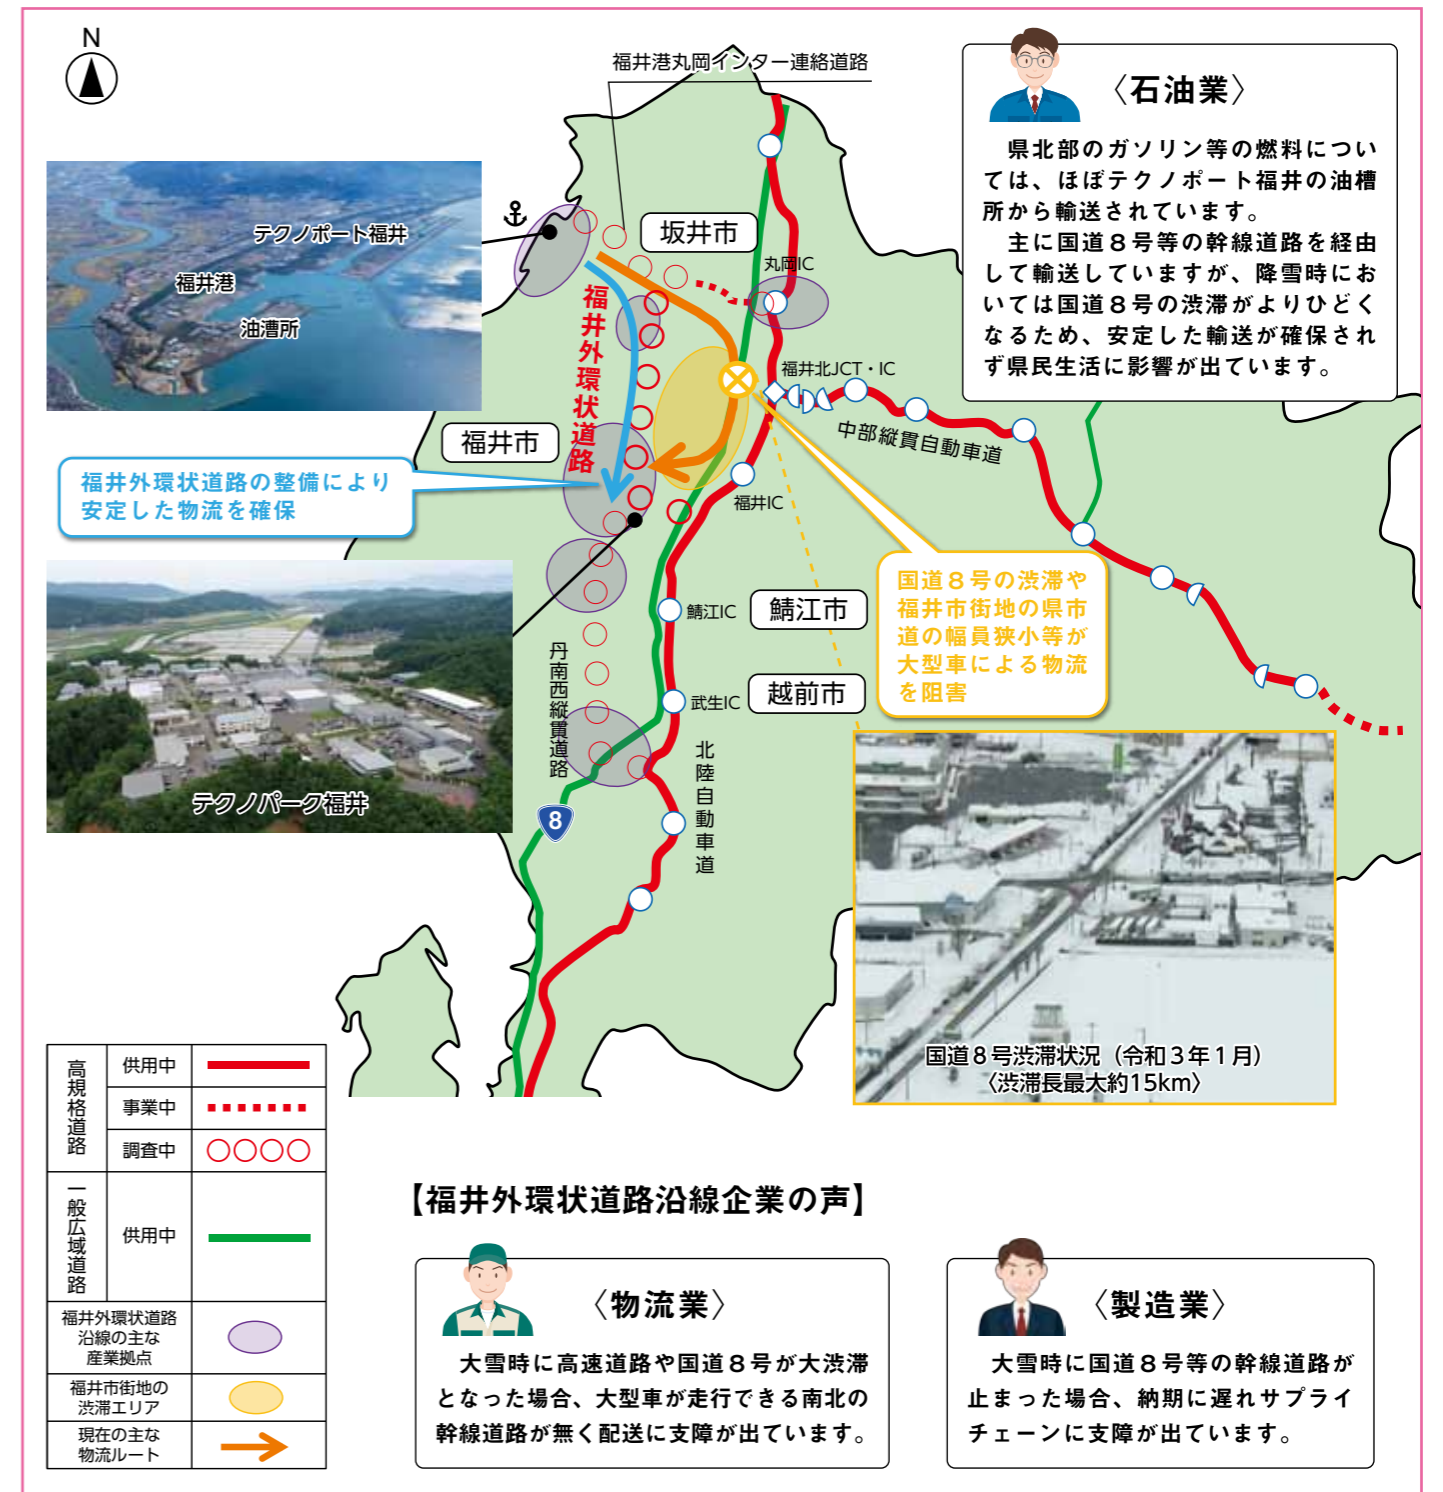 N
福井港丸岡インター連絡道路
〈石油業〉
県北部のガソリン等の燃料につい
ては、ほぼテクノポート福井の油槽
所から輸送されています。
主に国道８号等の幹線道路を経由
して輸送していますが、降雪時にお
いては国道８号の渋滞がよりひどく
なるため、安定した輸送が確保され
ず県民生活に影響が出ています。
テクノポート福井
福井港
油漕所
坂井市
丸岡IC
福井外環状道路
福井北JCT・IC
中部縦貫自動車道
福井市
福井IC
福井外環状道路の整備により
安定した物流を確保
国道８号の渋滞や
福井市街地の県市
道の幅員狭小等が
大型車による物流
を阻害
鯖江IC
鯖江市
丹南西縦貫道路
武生IC
越前市
北陸自動車道
テクノパーク福井
8
国道８号渋滞状況（令和３年１月）
〈渋滞長最大約15km〉
高規格道路
供用中
事業中
調査中
一般広域道路
供用中
福井外環状道路
沿線の主な
産業拠点
福井市街地の
渋滞エリア
現在の主な
物流ルート
【福井外環状道路沿線企業の声】
〈物流業〉
大雪時に高速道路や国道８号が大渋滞
となった場合、大型車が走行できる南北の
幹線道路が無く配送に支障が出ています。
〈製造業〉
大雪時に国道８号等の幹線道路が
止まった場合、納期に遅れサプライ
チェーンに支障が出ています。